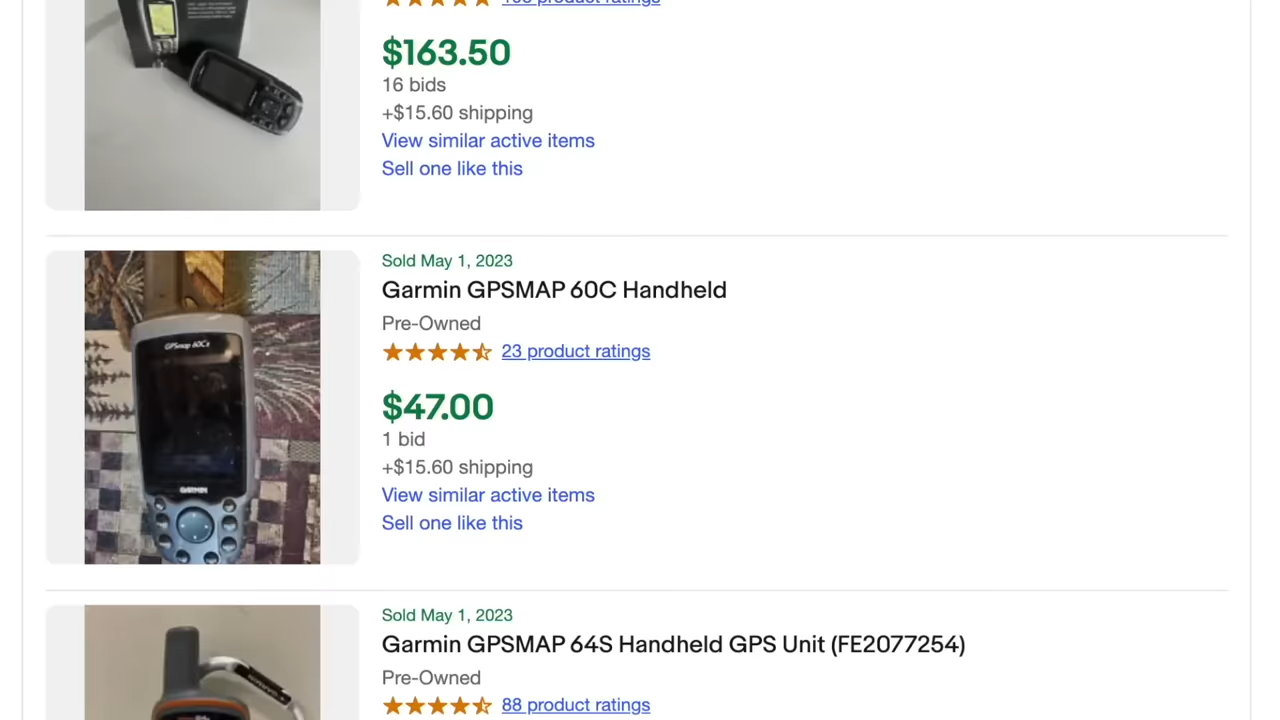 $163.50
16 bids
+$15.60 shipping
View similar active items
Sell one like this
Sold May 1, 2023
Garmin GPSMAP 60C Handheld
Pre-Owned
23 product ratings
GPSmap 60Cx
GARMIN
$47.00
1 bid
+$15.60 shipping
View similar active items
Sell one like this
Sold May 1, 2023
Garmin GPSMAP 64S Handheld GPS Unit (FE2077254)
Pre-Owned
88 product ratings